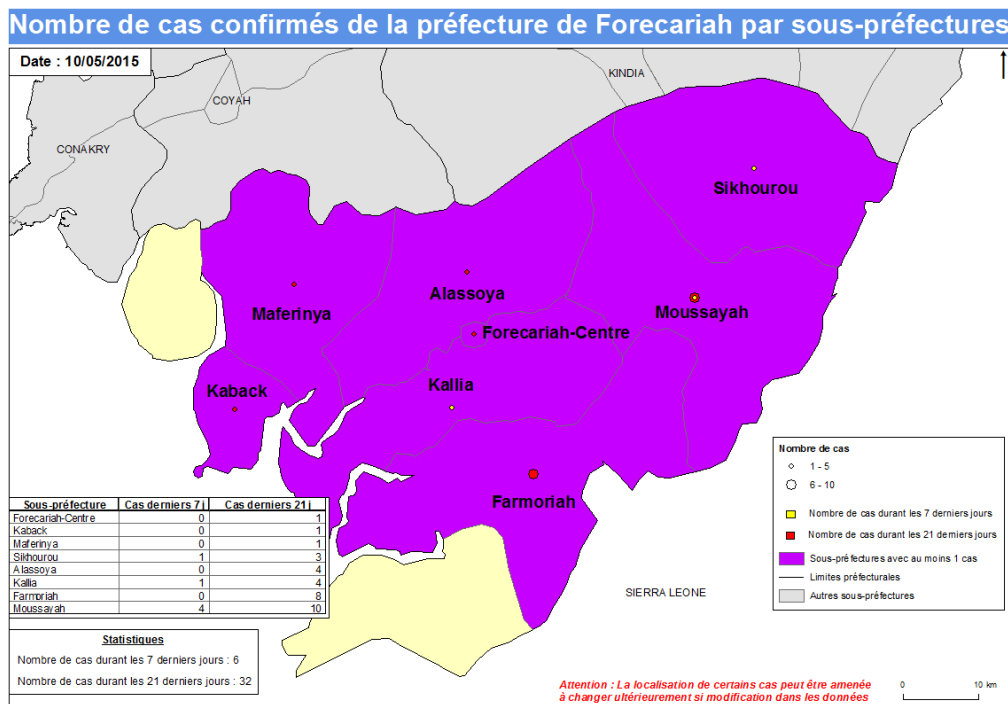 Nombre de cas confirmés de la préfecture de Forecariah par sous-préfectures
Date : 10/05/2015
KINDIA
COYAH
CONAKRY
Sikhourou
Alassoya
Maferinya
Moussayah
Forecariah-Centre
Kallia
Kaback
Farmoriah
SIERRA LEONE
Nombre de cas
1 - 5
6 - 10
Nombre de cas durant les 7 derniers jours
Nombre de cas durant les 21 derniers jours
Sous-préfectures avec au moins 1 cas
Limites préfecturales
Autres sous-préfectures
Sous-préfecture Cas derniers 7 j Cas derniers 21 j
Forecariah-Centre 0 1
Kaback 0 1
Maferinya 0 1
Sikhourou 1 3
Alassoya 0 4
Kallia 1 4
Farmoriah 0 8
Moussayah 4 10
Statistiques
Nombre de cas durant les 7 derniers jours : 6
Nombre de cas durant les 21 derniers jours : 32
Attention : La localisation de certains cas peut être amenée
à changer ultérieurement si modification dans les données
0 10 km